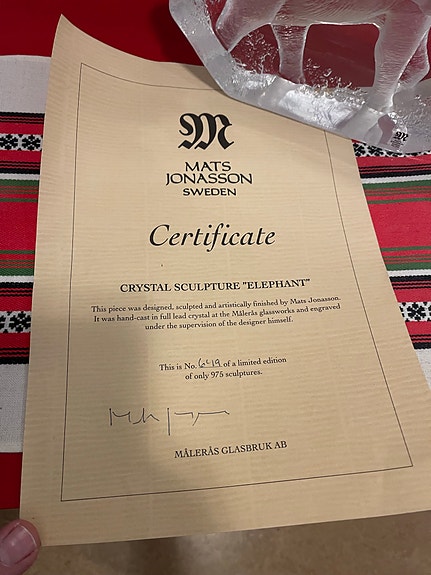 M
MATS
JONASSON
SWEDEN
Certificate
CRYSTAL SCULPTURE "ELEPHANT"
This piece was designed, sculpted and artistically finished by Mats Jonasson.
It was hand-cast in full lead crystal at the Målerås glassworks and engraved
under the supervision of the designer himself.
This is No. of a limited edition
of only 975 sculptures.
MÅLERÅS GLASBRUK AB